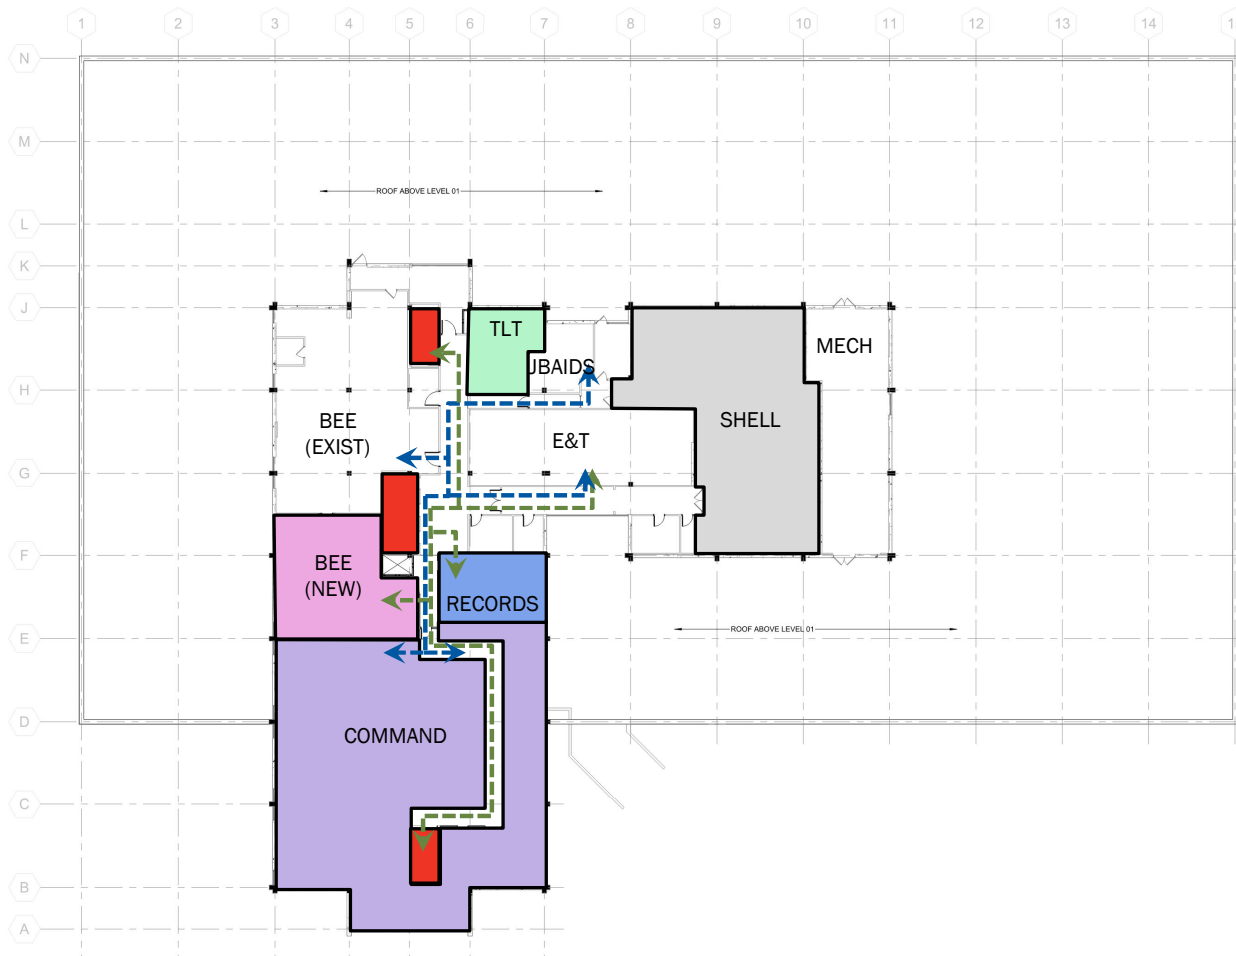 1 2 3 4 5 6 7 8 9 10 11 12 13 14 1
N
M
ROOF ABOVE LEVEL 01
L
K
J
TLT
MECH
JBAIDS
H
BEE
(EXIST)
E&T
SHELL
G
F
BEE
(NEW)
RECORDS
ROOF ABOVE LEVEL 01
E
D
COMMAND
C
B
A